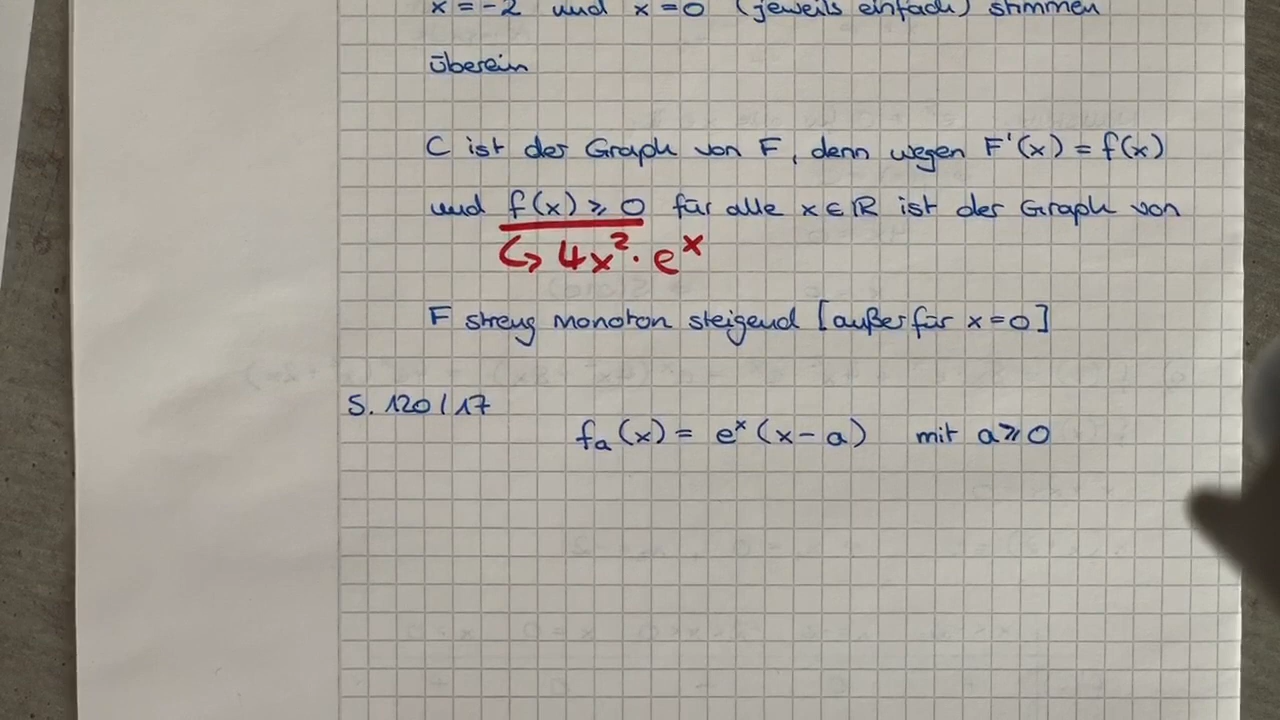 x = -2 und x = 0 (jeweils einfach) stimmen
überein
C ist der Graph von F, denn wegen F'(x) = f(x)
und f(x) ⩾ 0 für alle x ∈ ℝ ist der Graph von
↪ 4x² · eˣ
F streng monoton steigend [außer für x = 0]
S. 120 / 17
fₐ(x) = eˣ (x - a) mit a ⩾ 0